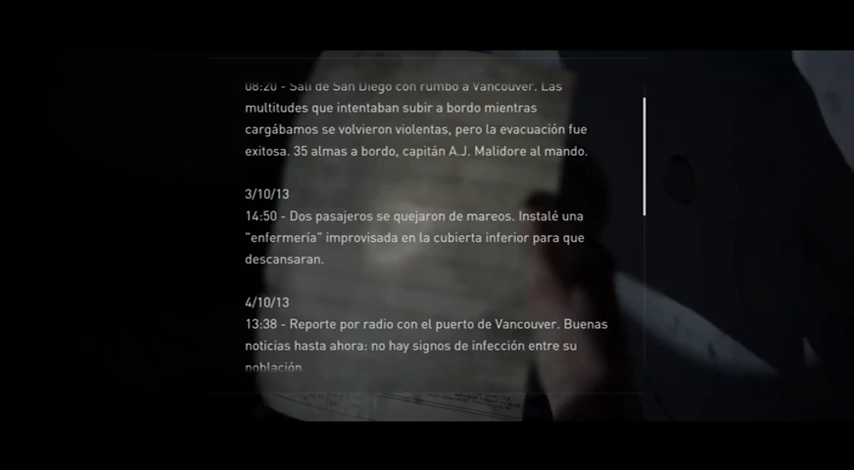 08:20 - Salí de San Diego con rumbo a Vancouver. Las
multitudes que intentaban subir a bordo mientras
cargábamos se volvieron violentas, pero la evacuación fue
exitosa. 35 almas a bordo, capitán A.J. Malidore al mando.
3/10/13
14:50 - Dos pasajeros se quejaron de mareos. Instalé una
"enfermería" improvisada en la cubierta inferior para que
descansaran.
4/10/13
13:38 - Reporte por radio con el puerto de Vancouver. Buenas
noticias hasta ahora: no hay signos de infección entre su
población